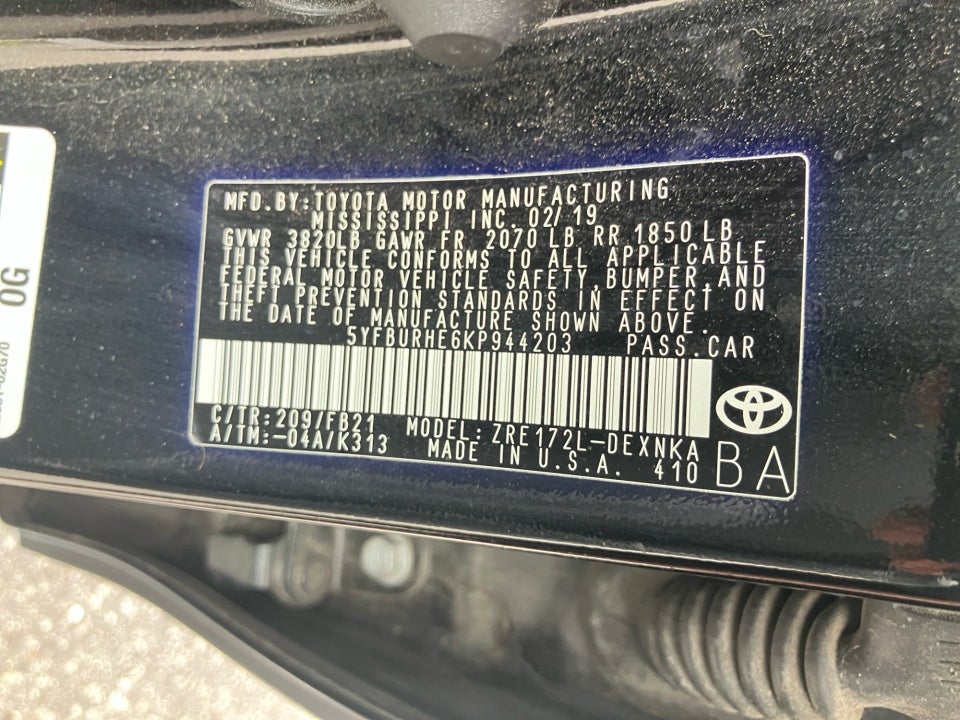 MFD.BY:TOYOTA MOTOR MANUFACTURING
MISSISSIPPI INC. 02/19
GVWR 3820LB GAWR FR 2070 LB RR 1850 LB
THIS VEHICLE CONFORMS TO ALL APPLICABLE
FEDERAL MOTOR VEHICLE SAFETY,BUMPER,AND
THEFT PREVENTION STANDARDS IN EFFECT ON
THE DATE OF MANUFACTURE SHOWN ABOVE.
5YFBURHE6KP944203 PASS.CAR
C/TR:209/FB21 MODEL:ZRE172L-DEXNKA
A/TM:-04A/K313 MADE IN U.S.A. 410
BA
0G